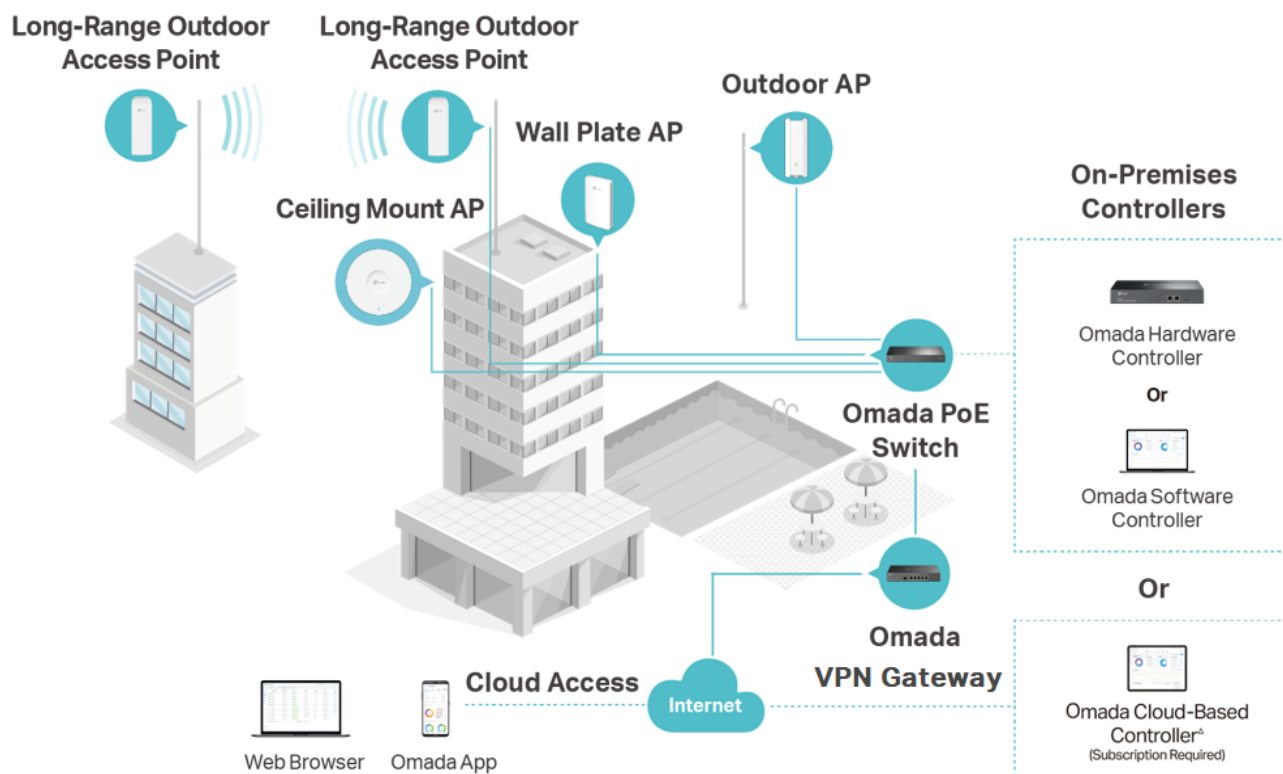 Long-Range Outdoor
Access Point
Long-Range Outdoor
Access Point
Outdoor AP
Wall Plate AP
Ceiling Mount AP
On-Premises
Controllers
Omada Hardware
Controller
Or
Omada Software
Controller
Omada PoE
Switch
Or
Omada
VPN Gateway
Cloud Access
Internet
Web Browser
Omada App
Omada Cloud-Based
Controller△
(Subscription Required)